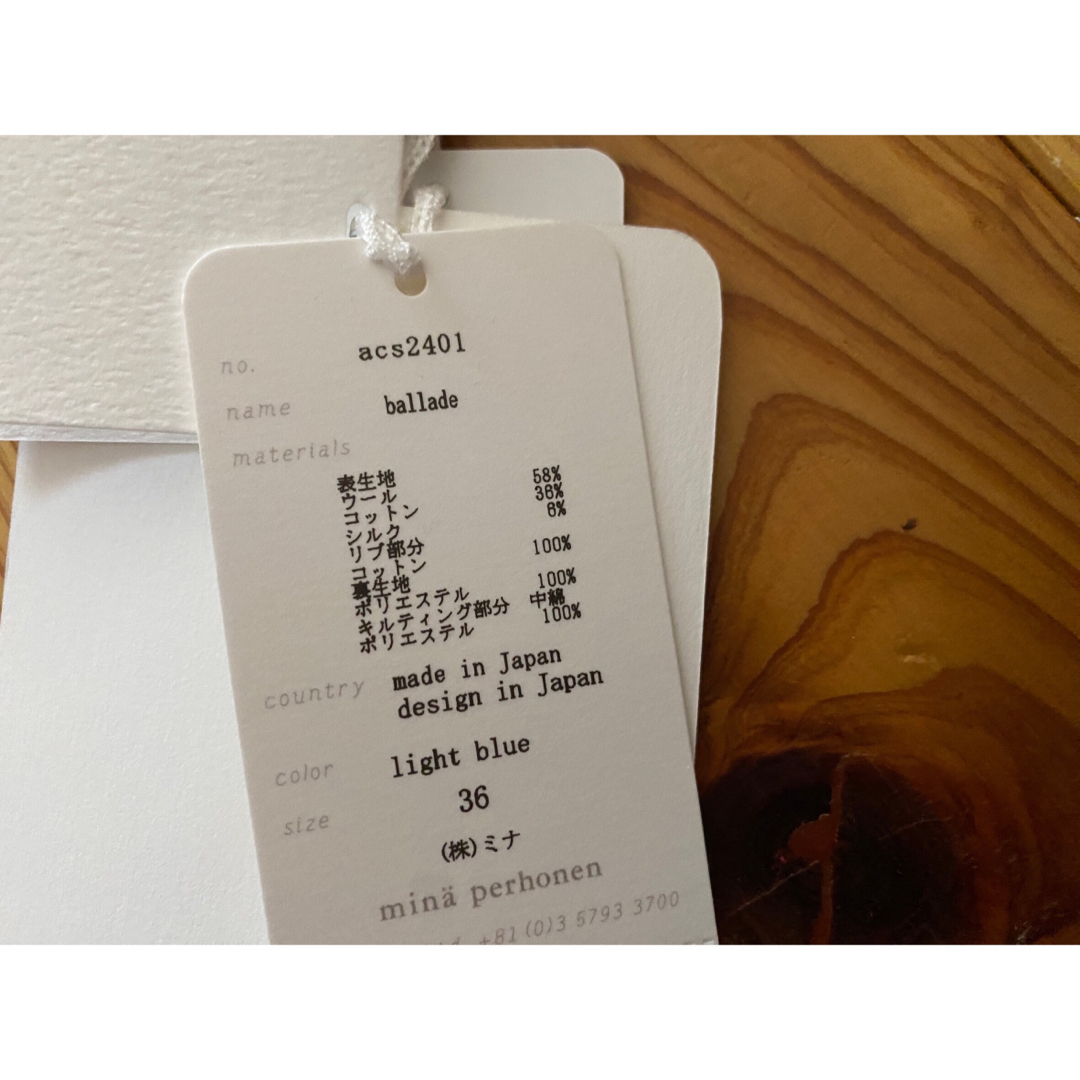 no. acs2401
name ballade
materials
表生地
ウール 58%
コットン 36%
シルク 6%
リブ部分
コットン 100%
裏生地
ポリエステル 100%
キルティング部分 中綿
ポリエステル 100%
country made in Japan
design in Japan
color light blue
size 36
(株)ミナ
minä perhonen
+81 (0)3 5793 3700